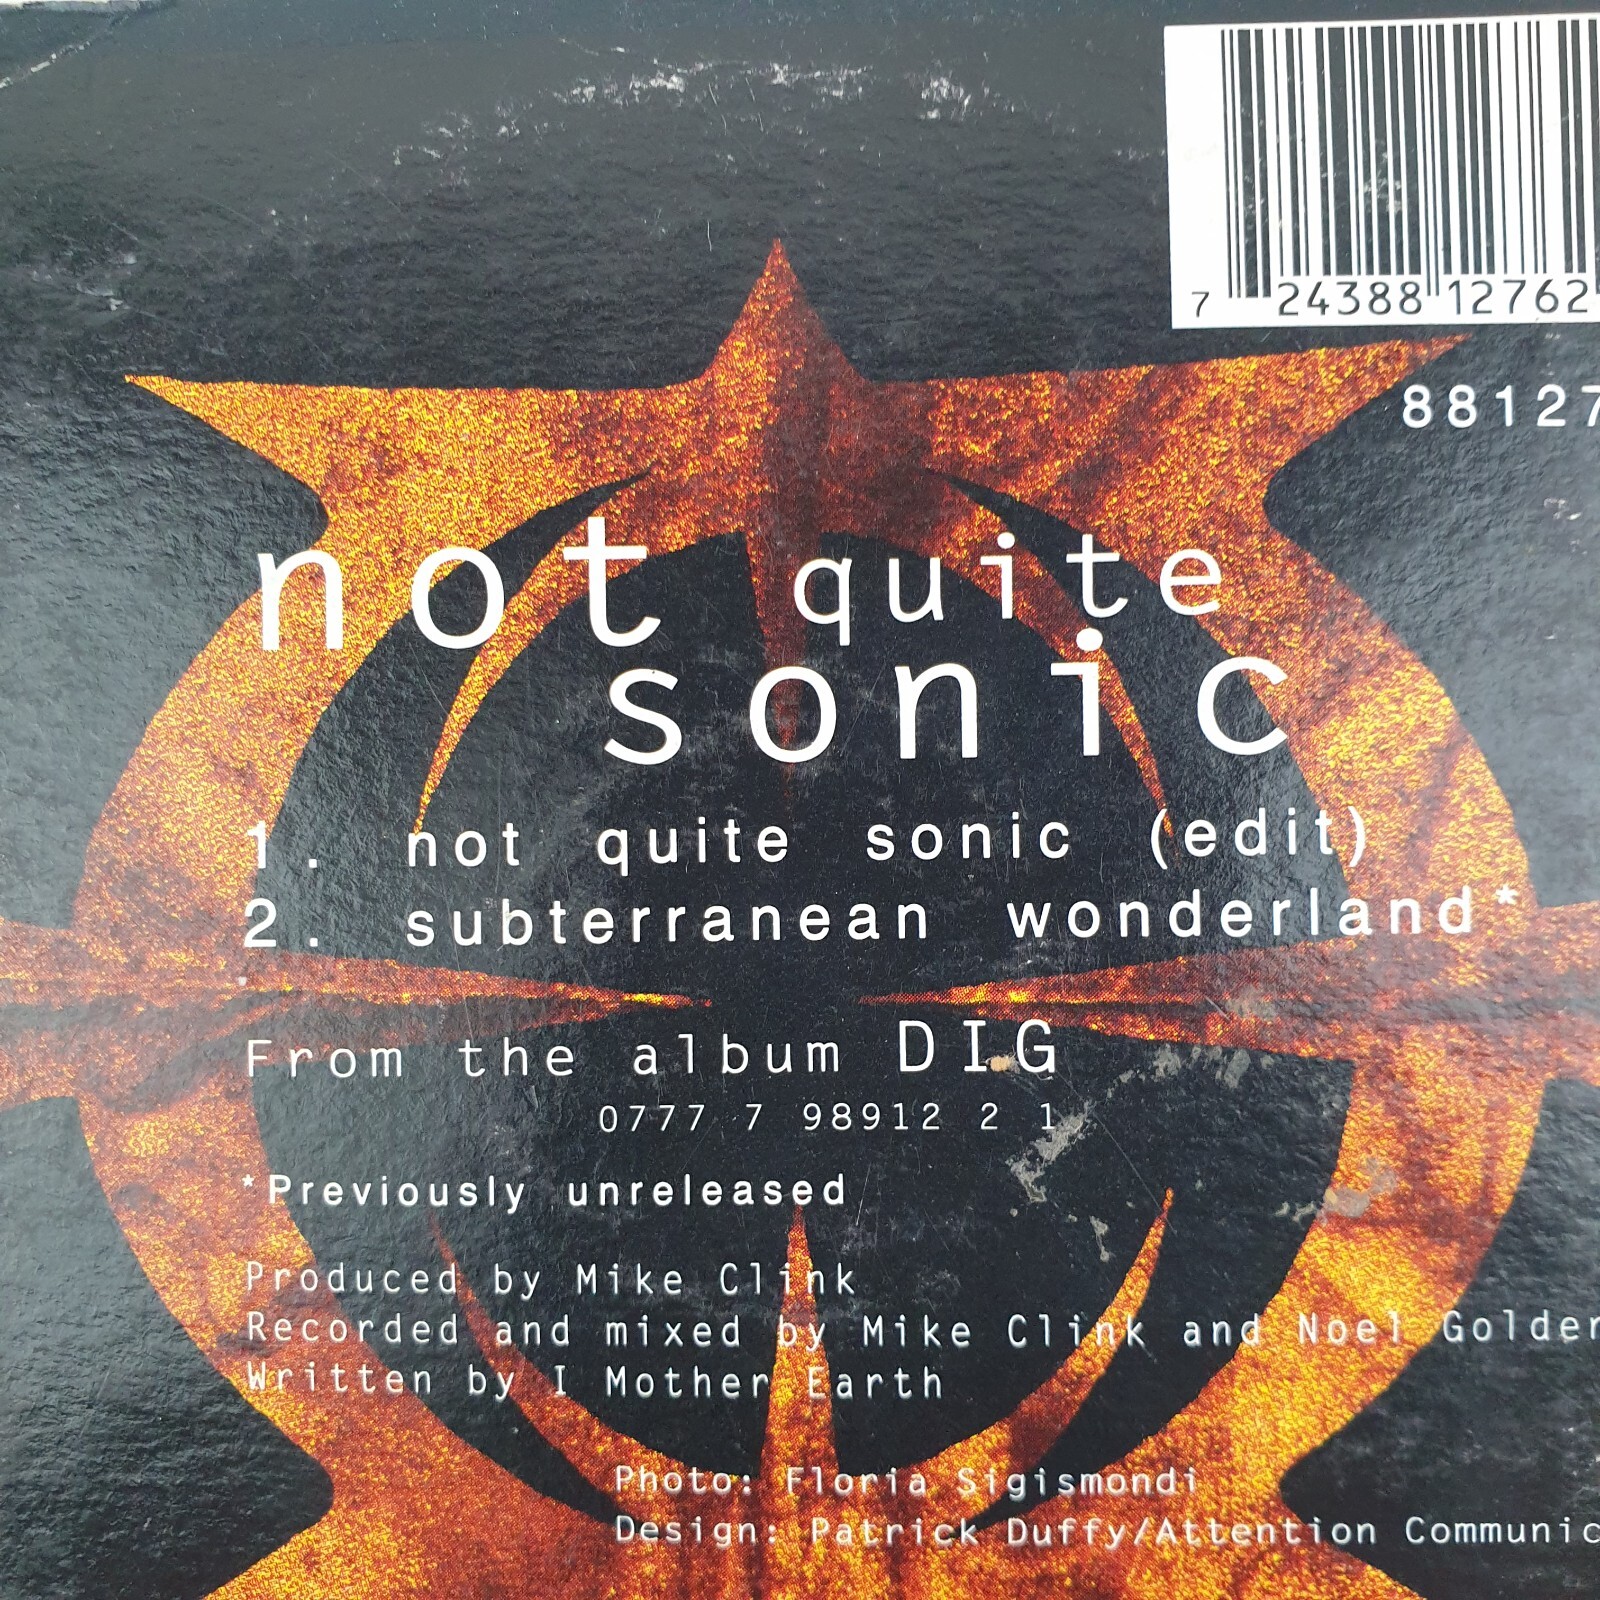 7 24388 12762
88127
not quite
sonic
1. not quite sonic (edit)
2. subterranean wonderland*
From the album DIG
0777 7 98912 2 1
*Previously unreleased
Produced by Mike Clink
Recorded and mixed by Mike Clink and Noel Golden
Written by I Mother Earth
Photo: Floria Sigismondi
Design: Patrick Duffy/Attention